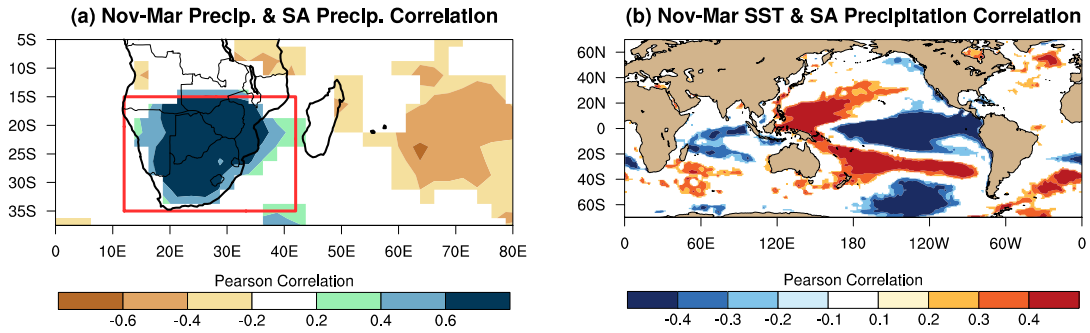 (a) Nov-Mar Precip. & SA Precip. Correlation
5S
10S
15S
20S
25S
30S
35S
0 10E 20E 30E 40E 50E 60E 70E 80E
Pearson Correlation
-0.6 -0.4 -0.2 0.2 0.4 0.6
(b) Nov-Mar SST & SA Precipitation Correlation
60N
40N
20N
0
20S
40S
60S
0 60E 120E 180 120W 60W 0
Pearson Correlation
-0.4 -0.3 -0.2 -0.1 0.1 0.2 0.3 0.4